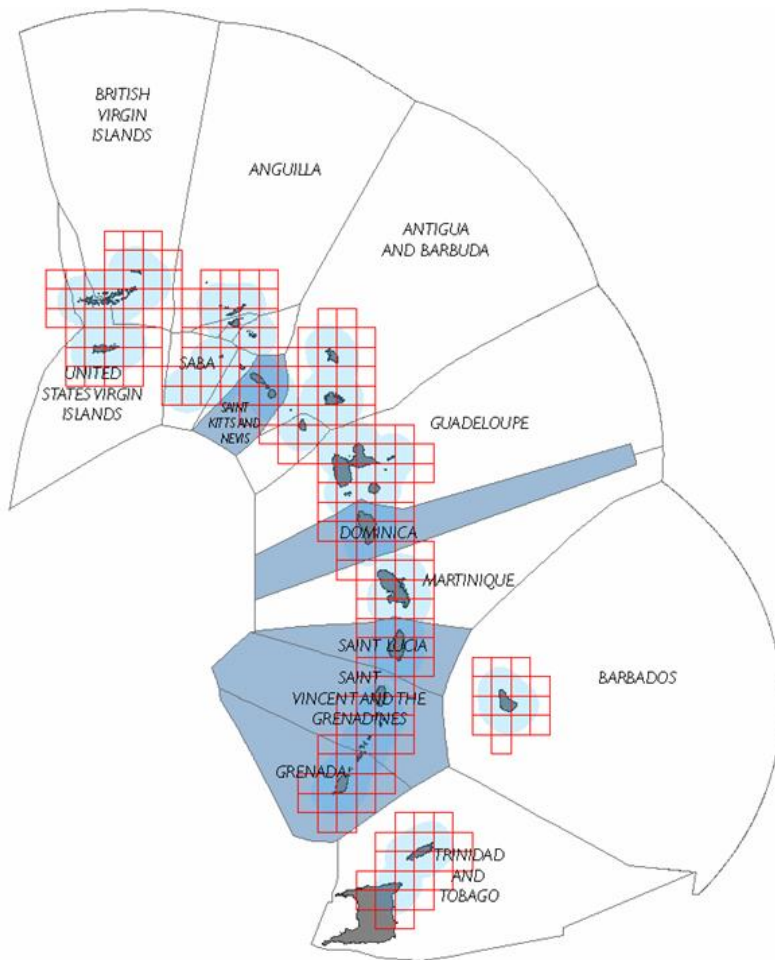 BRITISH
VIRGIN
ISLANDS
ANGUILLA
ANTIGUA
AND BARBUDA
SABA
UNITED
STATES VIRGIN
ISLANDS
SAINT
KITTS AND
NEVIS
GUADELOUPE
DOMINICA
MARTINIQUE
SAINT LUCIA
SAINT
VINCENT AND THE
GRENADINES
BARBADOS
GRENADA
TRINIDAD
AND
TOBAGO